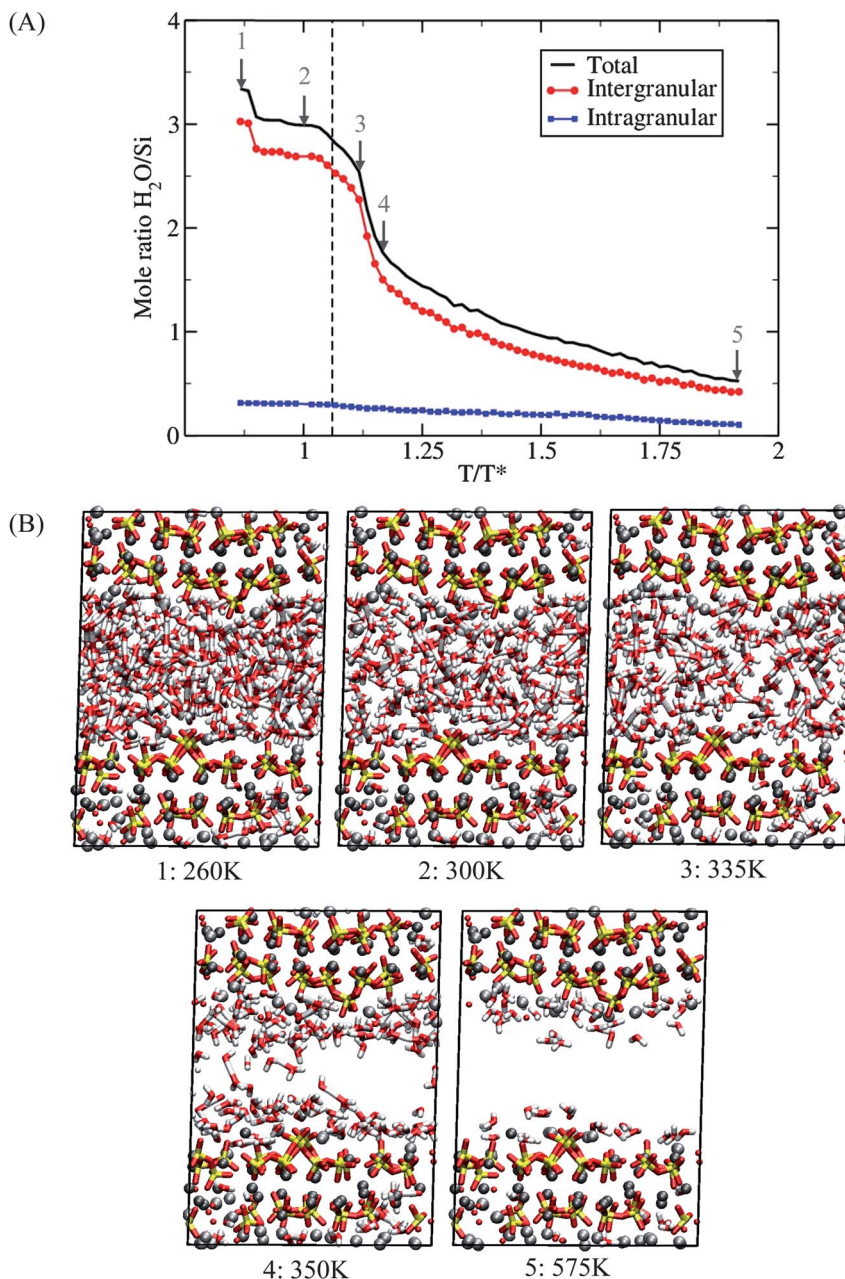 (A)
4
3
2
1
0
Mole ratio H₂O/Si
1
2
3
4
5
Total
Intergranular
Intragranular
1
1.25
1.5
1.75
2
T/T*
(B)
1: 260K
2: 300K
3: 335K
4: 350K
5: 575K